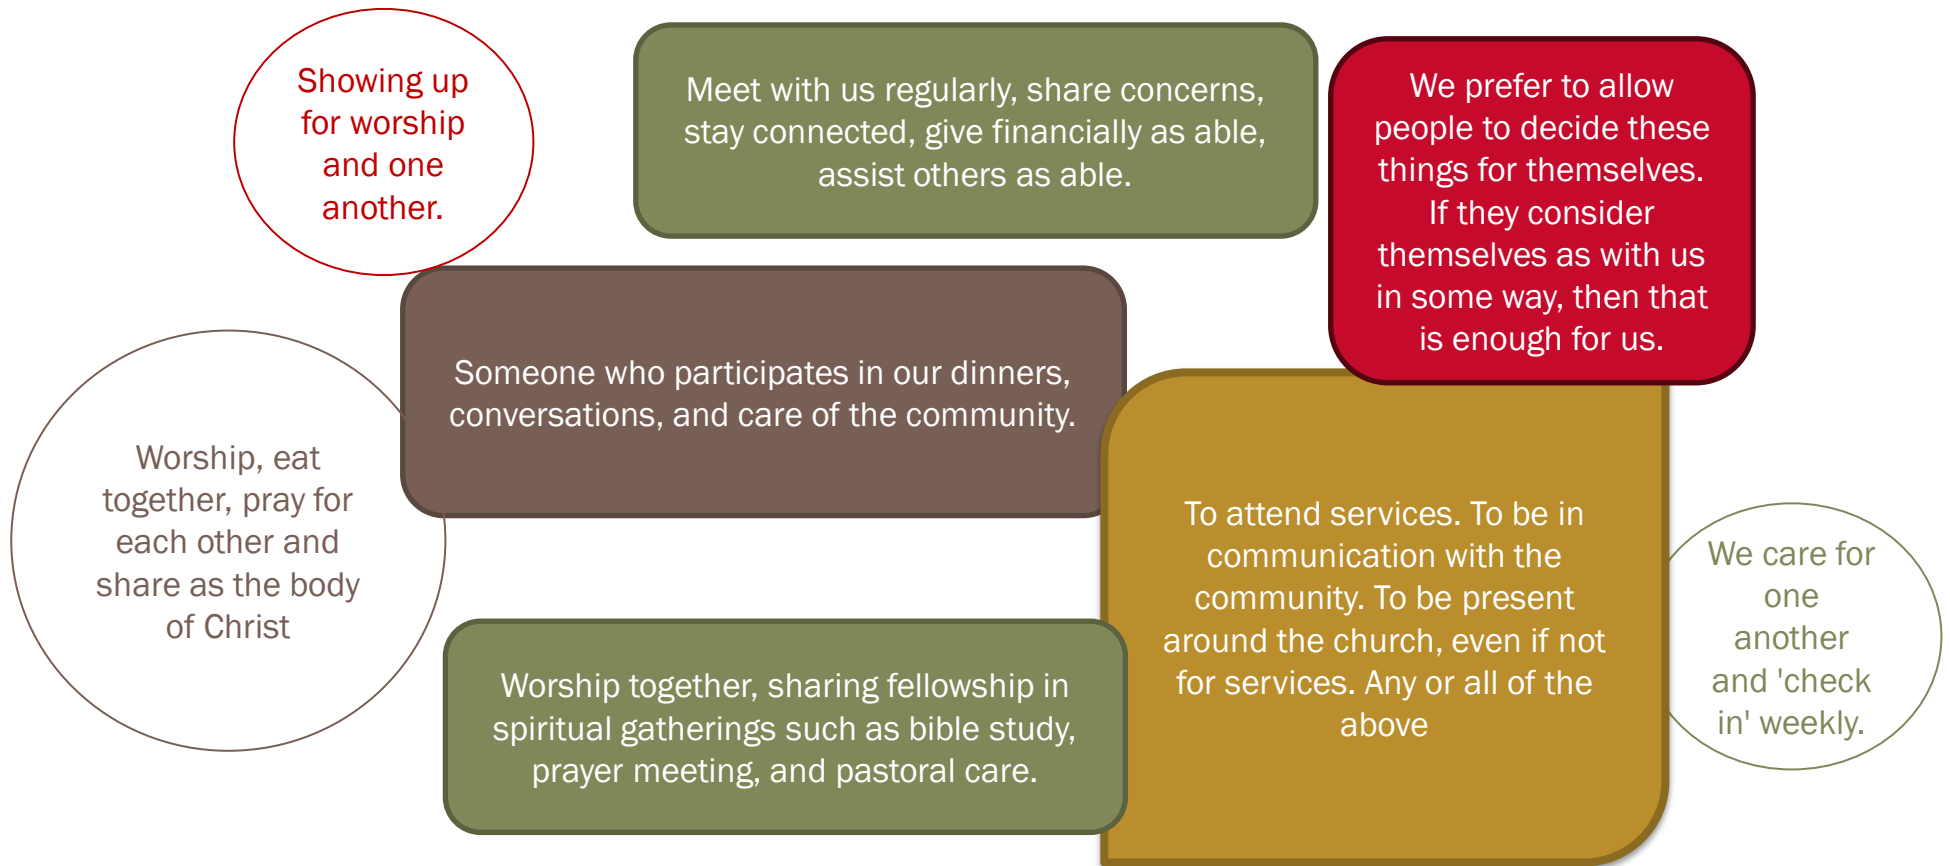 Showing up
for worship
and one
another.
Meet with us regularly, share concerns,
stay connected, give financially as able,
assist others as able.
We prefer to allow
people to decide these
things for themselves.
If they consider
themselves as with us
in some way, then that
is enough for us.
Someone who participates in our dinners,
conversations, and care of the community.
Worship, eat
together, pray for
each other and
share as the body
of Christ
To attend services. To be in
communication with the
community. To be present
around the church, even if not
for services. Any or all of the
above
We care for
one
another
and 'check
in' weekly.
Worship together, sharing fellowship in
spiritual gatherings such as bible study,
prayer meeting, and pastoral care.